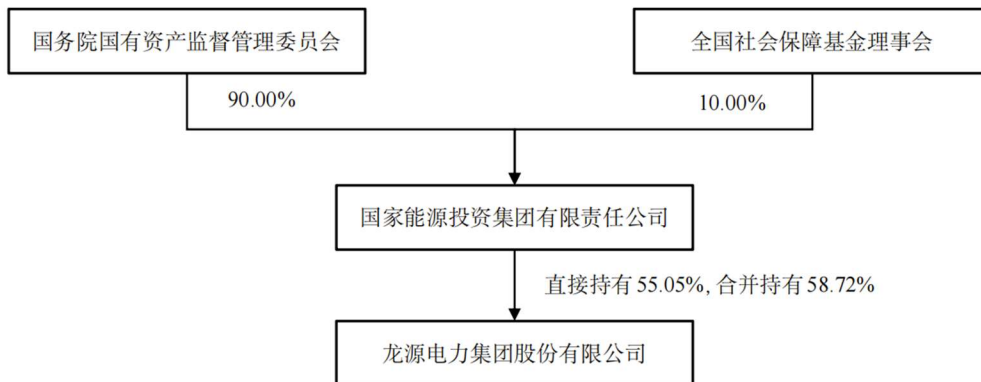 国务院国有资产监督管理委员会
全国社会保障基金理事会
90.00%
10.00%
国家能源投资集团有限责任公司
直接持有 55.05%, 合并持有 58.72%
龙源电力集团股份有限公司